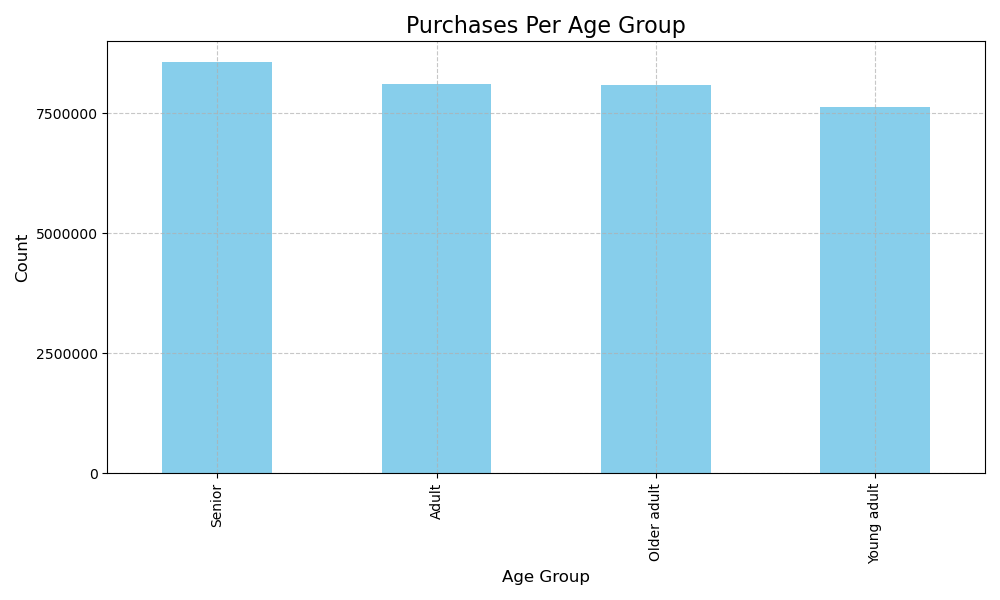 Purchases Per Age Group
Count
7500000
5000000
2500000
0
Senior
Adult
Older adult
Young adult
Age Group